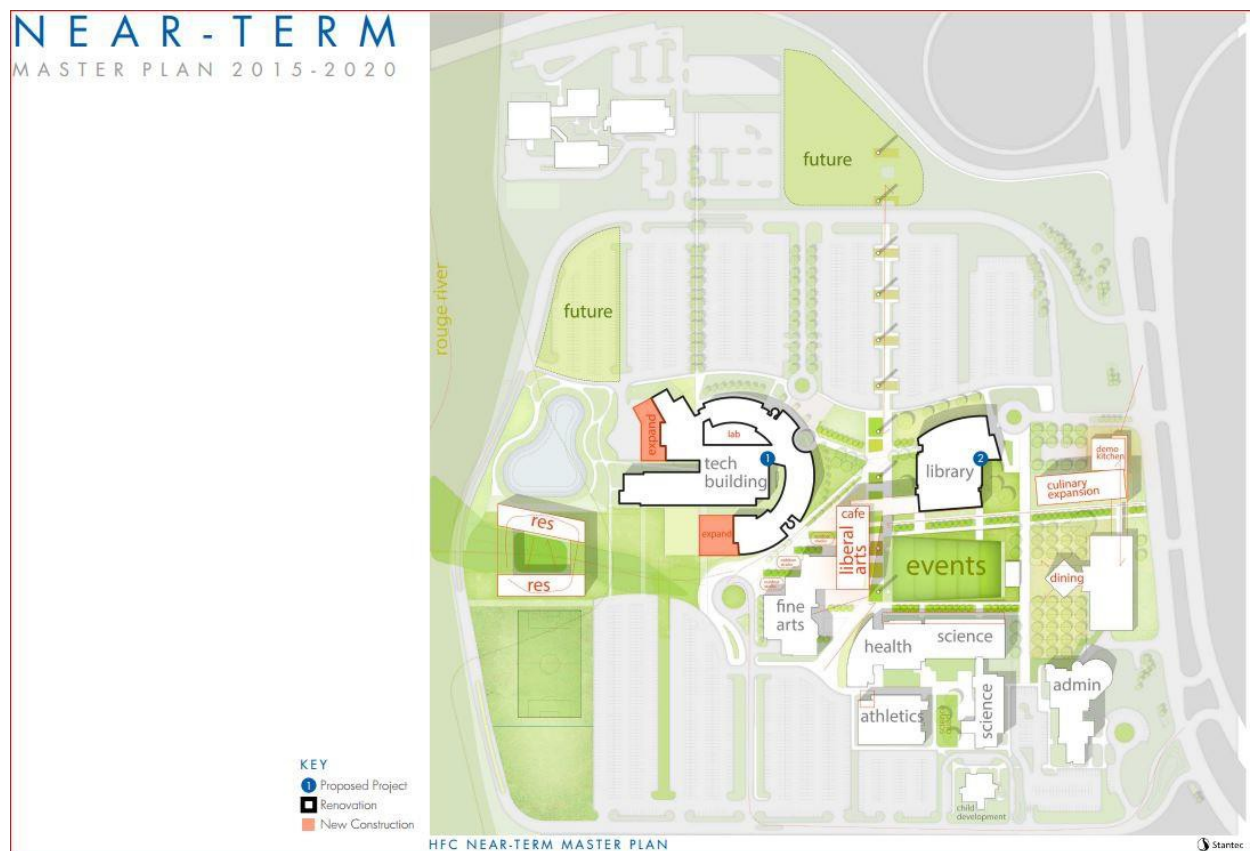 NEAR-TERM
MASTER PLAN 2015-2020
future
future
rouge river
expand
lab
tech
building
1
library
2
demo
kitchen
culinary
expansion
cafe
liberal
arts
expand
res
res
events
dining
fine
arts
health
science
science
athletics
admin
child
development
KEY
1 Proposed Project
Renovation
New Construction
HFC NEAR-TERM MASTER PLAN
Stantec